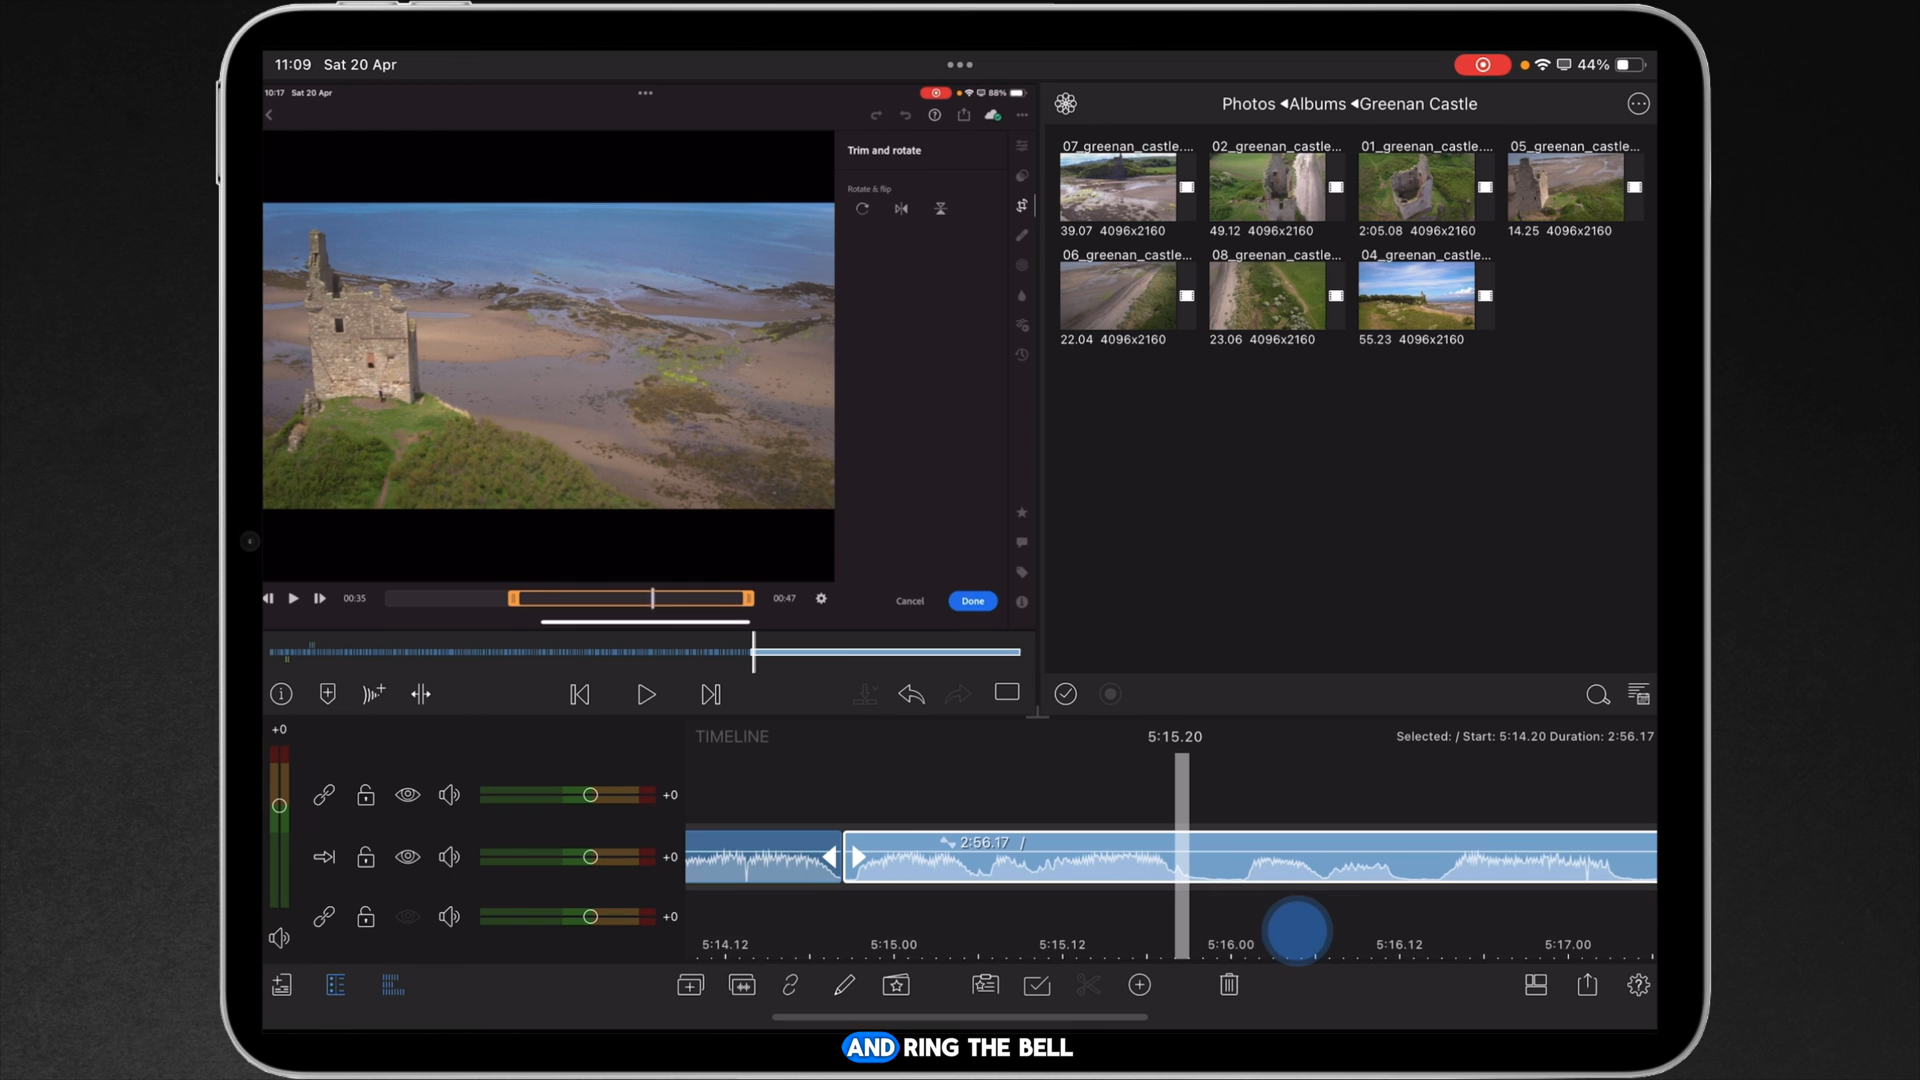 11:09 Sat 20 Apr
44%
10:17 Sat 20 Apr
88%
Trim and rotate
Rotate & flip
00:35
00:47
Cancel
Done
Photos ◂Albums ◂Greenan Castle
07_greenan_castle....
02_greenan_castle...
01_greenan_castle....
05_greenan_castle...
39.07 4096x2160
49.12 4096x2160
2:05.08 4096x2160
14.25 4096x2160
06_greenan_castle...
08_greenan_castle...
04_greenan_castle...
22.04 4096x2160
23.06 4096x2160
55.23 4096x2160
+0
TIMELINE
5:15.20
Selected: / Start: 5:14.20 Duration: 2:56.17
+0
2:56.17 /
+0
+0
5:14.12
5:15.00
5:15.12
5:16.00
5:16.12
5:17.00
AND RING THE BELL